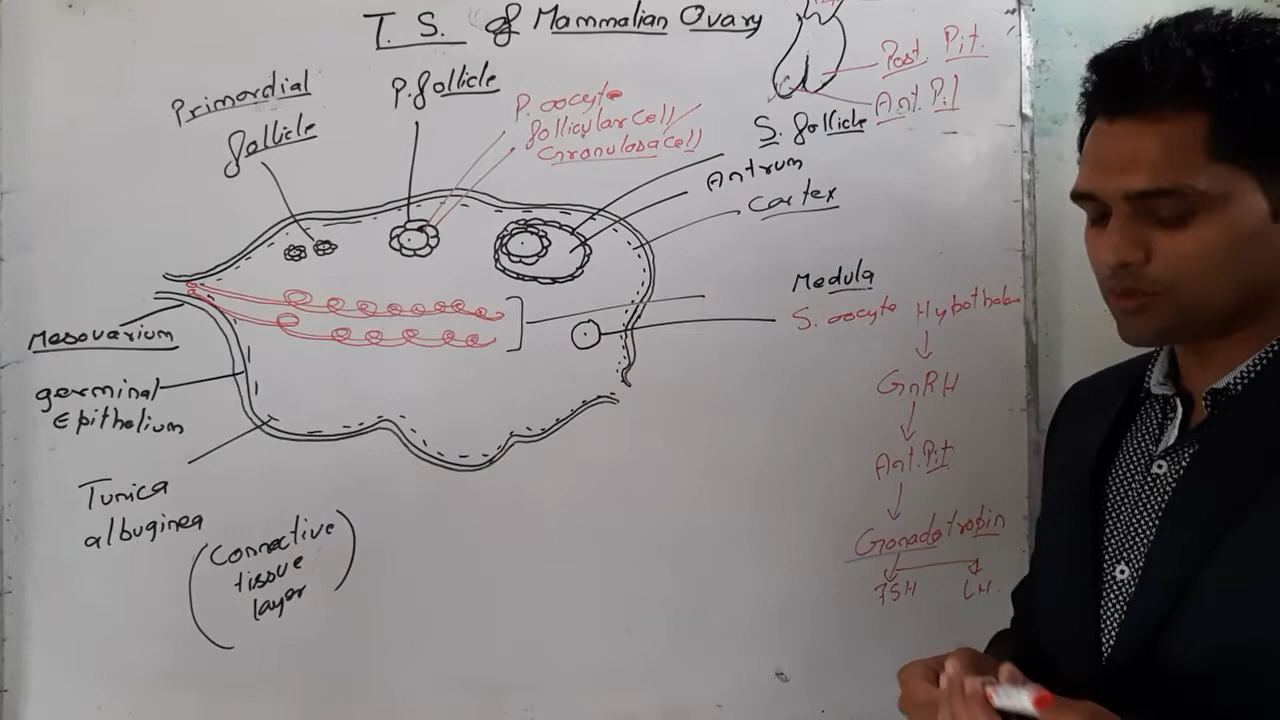 T. S. of Mammalian Ovary
Post. Pit.
Ant. Pit
Primordial
follicle
P. follicle
P. oocyte
follicular cell/
Granulosa cell
S. follicle
Antrum
Cortex
Medula
S. oocyte
Hypothala
GnRH
Ant. Pit
Gonadotropin
FSH LH.
Mesovarium
germinal
Epithelium
Tunica
albuginea
(Connective
tissue
layer)